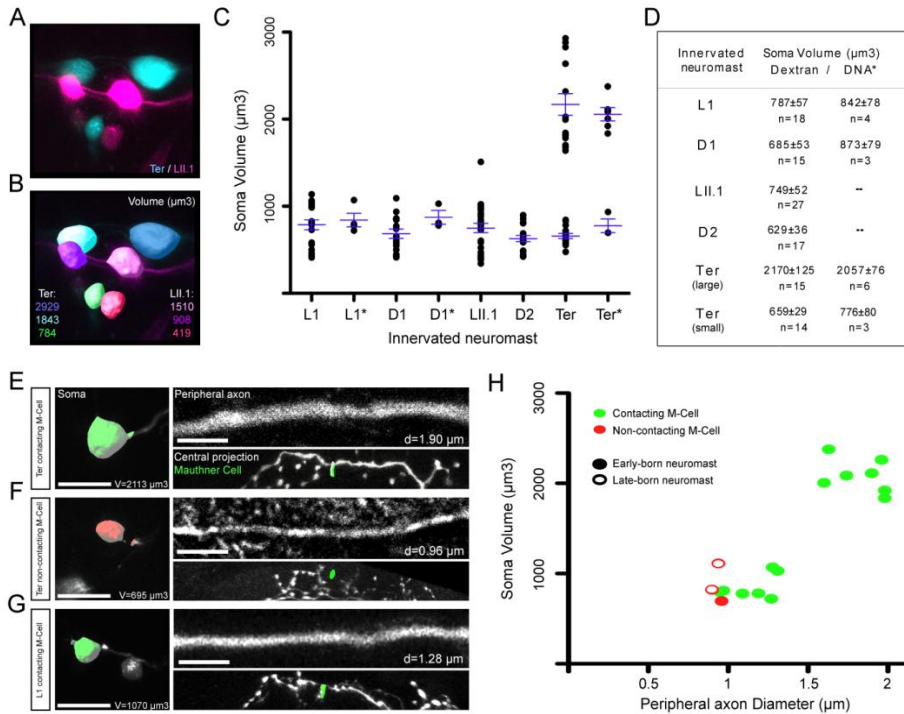 A
Ter / LII.1
B
Volume (µm3)
Ter:
2929
1843
784
LII.1:
1510
908
419
C
Soma Volume (µm3)
3000
2000
1000
L1 L1* D1 D1* LII.1 D2 Ter Ter*
Innervated neuromast
D
Innervated neuromast
Soma Volume (µm3)
Dextran / DNA*
L1 787±57 842±78
n=18 n=4
D1 685±53 873±79
n=15 n=3
LII.1 749±52 --
n=27
D2 629±36 --
n=17
Ter (large) 2170±125 2057±76
n=15 n=6
Ter (small) 659±29 776±80
n=14 n=3
E
Ter contacting M-Cell
Soma
V=2113 µm3
Peripheral axon
d=1.90 µm
Central projection
Mauthner Cell
F
Ter non-contacting M-Cell
V=695 µm3
d=0.96 µm
G
L1 contacting M-Cell
V=1070 µm3
d=1.28 µm
H
Soma Volume (µm3)
3000
2000
1000
Contacting M-Cell
Non-contacting M-Cell
Early-born neuromast
Late-born neuromast
0.5 1 1.5 2
Peripheral axon Diameter (µm)